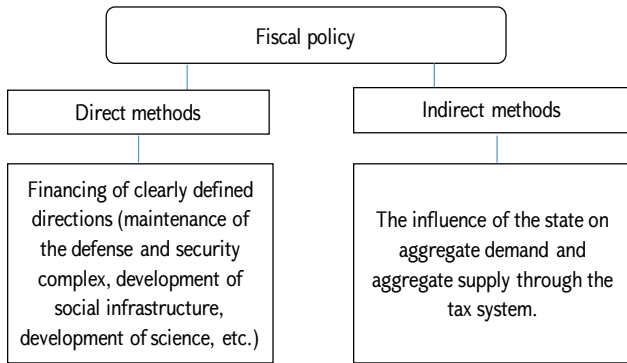 Fiscal policy
Direct methods
Indirect methods
Financing of clearly defined
directions (maintenance of
the defense and security
complex, development of
social infrastructure,
development of science, etc.)
The influence of the state on
aggregate demand and
aggregate supply through the
tax system.